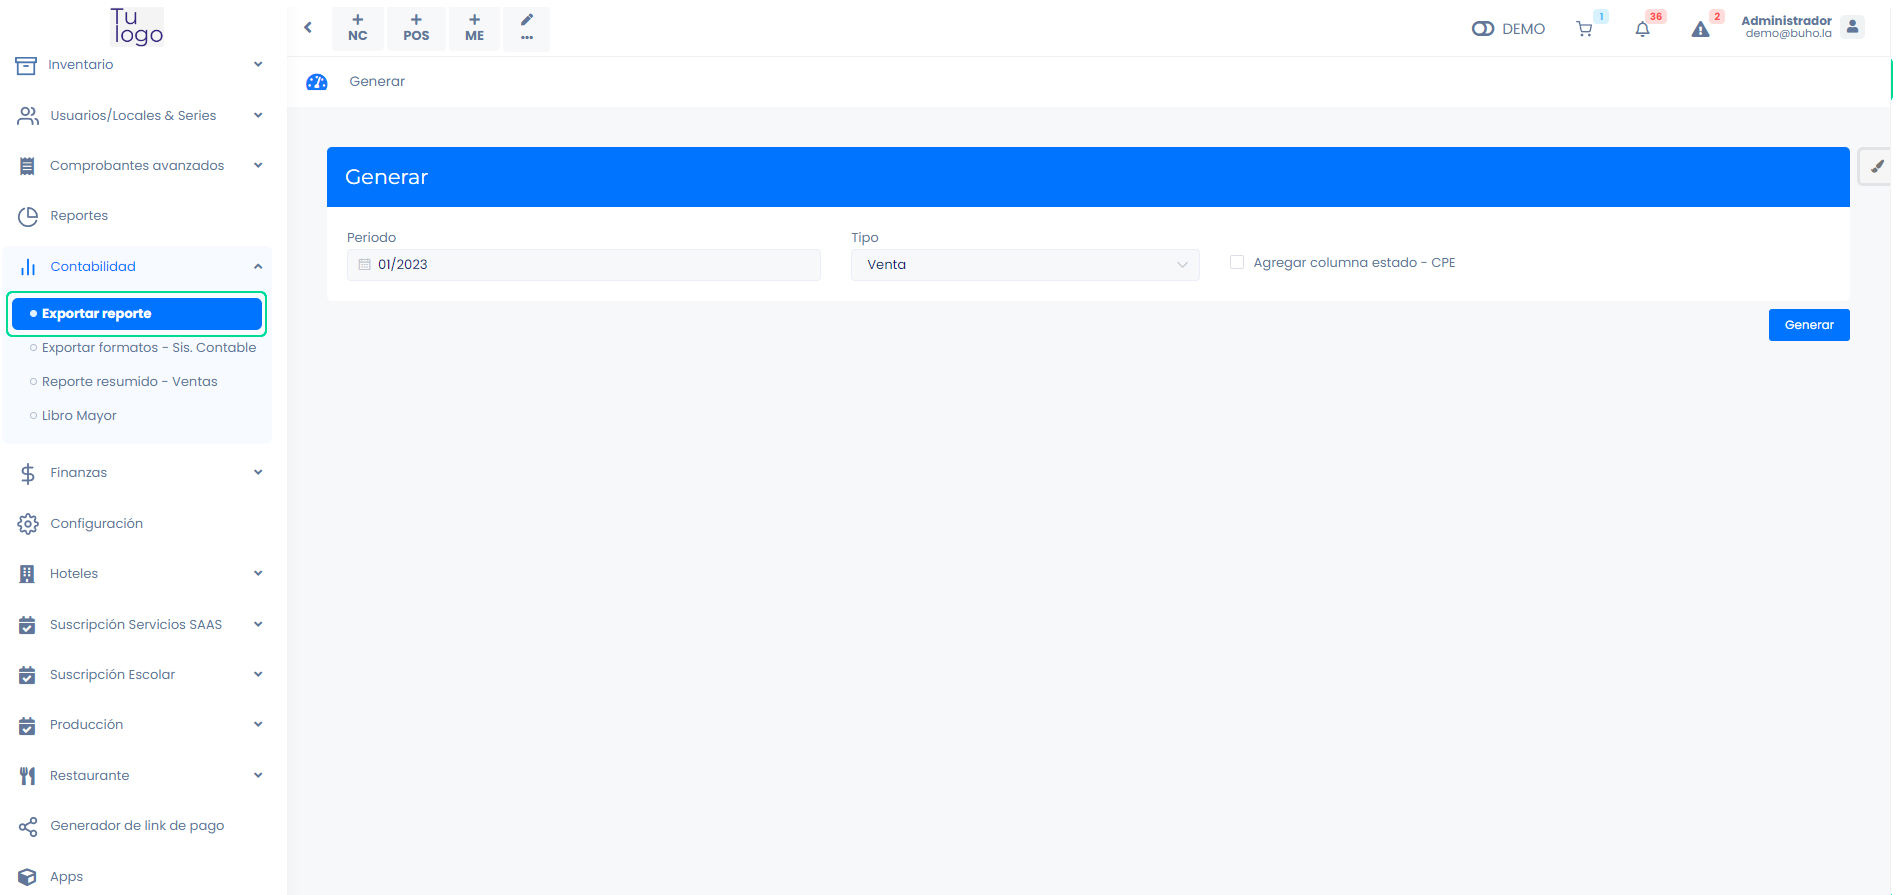 Tu
logo
Inventario
Usuarios/Locales & Series
Comprobantes avanzados
Reportes
Contabilidad
Exportar reporte
Exportar formatos - Sis. Contable
Reporte resumido - Ventas
Libro Mayor
Finanzas
Configuración
Hoteles
Suscripción Servicios SAAS
Suscripción Escolar
Producción
Restaurante
Generador de link de pago
Apps
+ NC
+ POS
+ ME
...
DEMO
1
36
2
Administrador
demo@buho.la
Generar
Generar
Periodo
01/2023
Tipo
Venta
Agregar columna estado - CPE
Generar